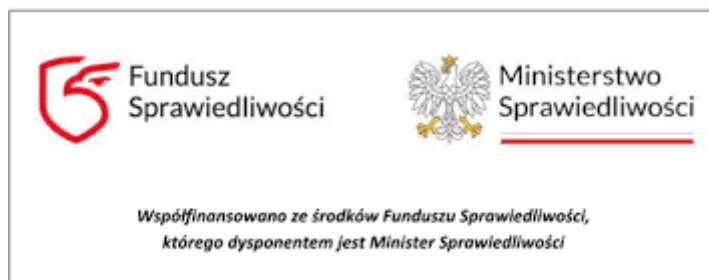 Fundusz
Sprawiedliwości
Ministerstwo
Sprawiedliwości
Współfinansowano ze środków Funduszu Sprawiedliwości,
którego dysponentem jest Minister Sprawiedliwości